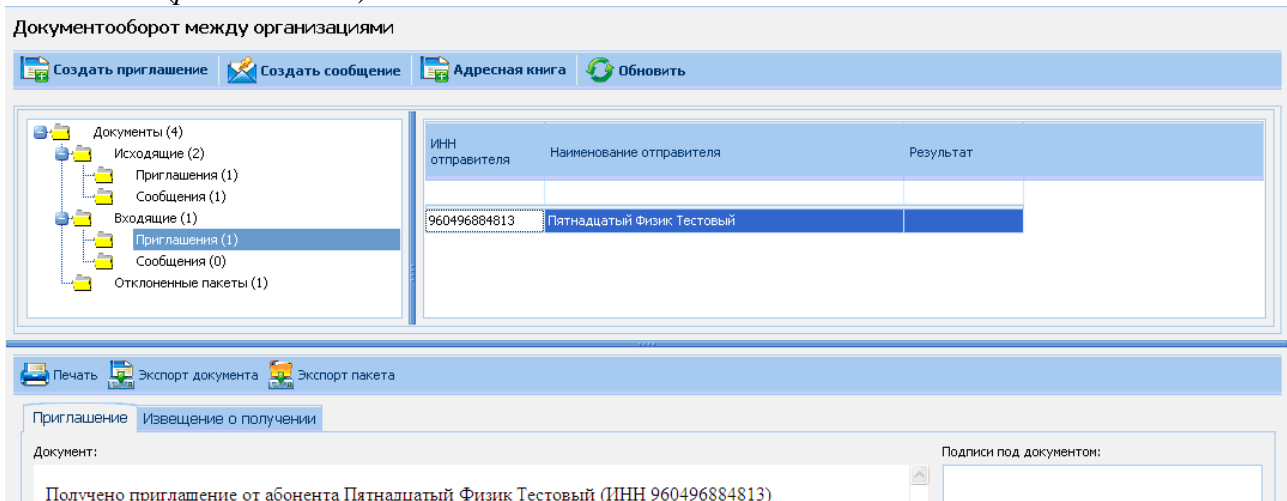 Документооборот между организациями
Создать приглашение Создать сообщение Адресная книга Обновить
Документы (4)
Исходящие (2)
Приглашения (1)
Сообщения (1)
Входящие (1)
Приглашения (1)
Сообщения (0)
Отклоненные пакеты (1)
ИНН отправителя Наименование отправителя Результат
960496884813 Пятнадцатый Физик Тестовый
Печать Экспорт документа Экспорт пакета
Приглашение Извещение о получении
Документ: Подписи под документом:
Получено приглашение от абонента Пятнадцатый Физик Тестовый (ИНН 960496884813)